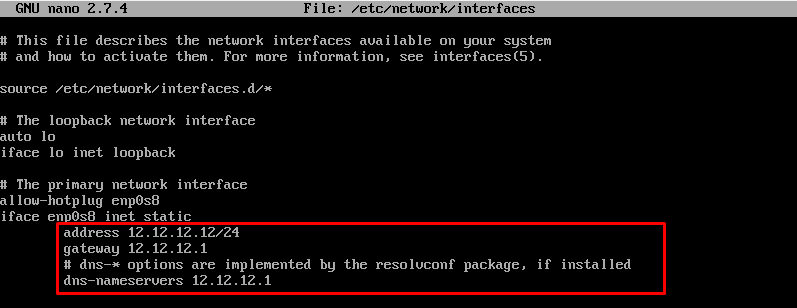 GNU nano 2.7.4 File: /etc/network/interfaces
# This file describes the network interfaces available on your system
# and how to activate them. For more information, see interfaces(5).
source /etc/network/interfaces.d/*
# The loopback network interface
auto lo
iface lo inet loopback
# The primary network interface
allow-hotplug enp0s8
iface enp0s8 inet static
address 12.12.12.12/24
gateway 12.12.12.1
# dns-* options are implemented by the resolvconf package, if installed
dns-nameservers 12.12.12.1